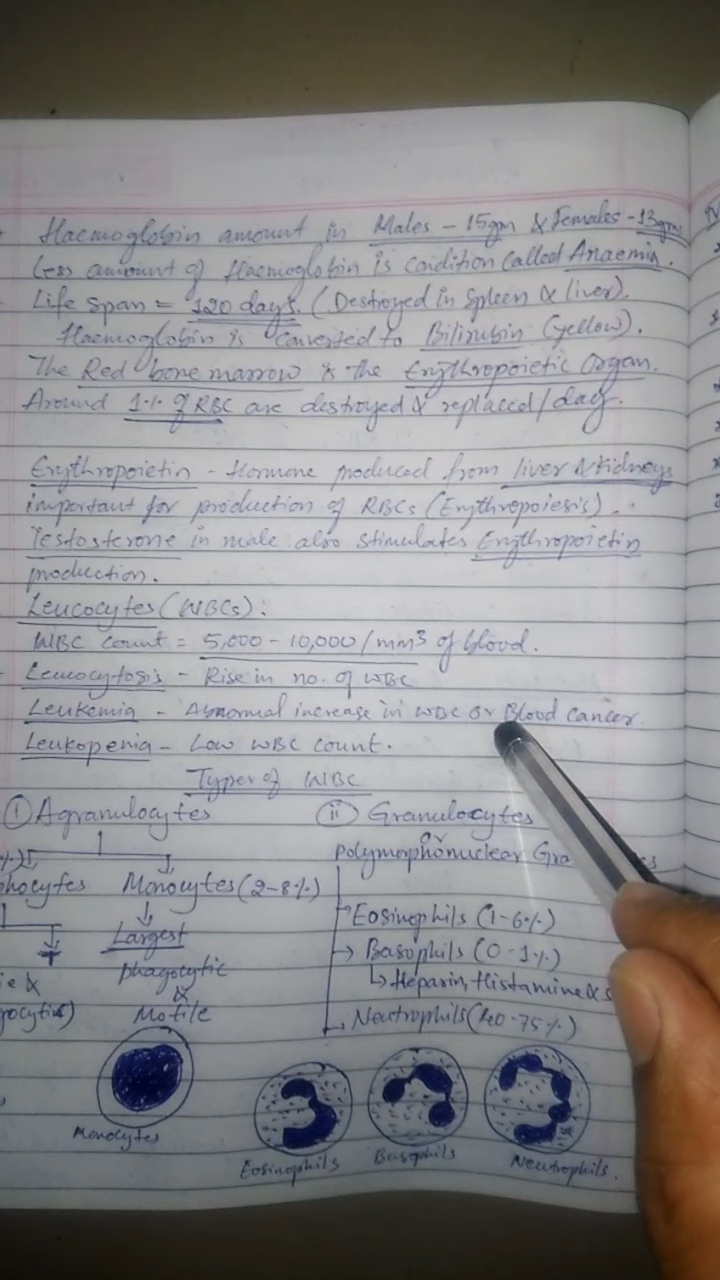 Haemoglobin amount in Males - 15gm & Females - 13gm
Less amount of Haemoglobin is condition called Anaemia.
Life span = 120 days. (Destroyed in Spleen & liver).
Haemoglobin is converted to Bilirubin (yellow).
The Red bone marrow is the Erythropoietic Organ.
Around 1% of RBC are destroyed & replaced/day.
Erythropoietin - Hormone produced from liver & Kidneys
important for production of RBCs (Erythropoiesis).
Testosterone in male also stimulates Erythropoietin
production.
Leucocytes (WBCs):
WBC count = 5,000 - 10,000/mm³ of blood.
Leucocytosis - Rise in no. of WBC
Leukemia - Abnormal increase in WBC or Blood cancer.
Leukopenia - Low WBC count.
Types of WBC
(i) Agranulocytes (ii) Granulocytes
or
Polymorphonuclear
phocytes Monocytes (2-8%)
Eosinophils (1-6%)
Largest
Basophils (0-1%)
phagocytic
Heparin, Histamine &
& Motile
Neutrophils (40-75%)
Monocytes
Eosinophils Basophils Neutrophils.